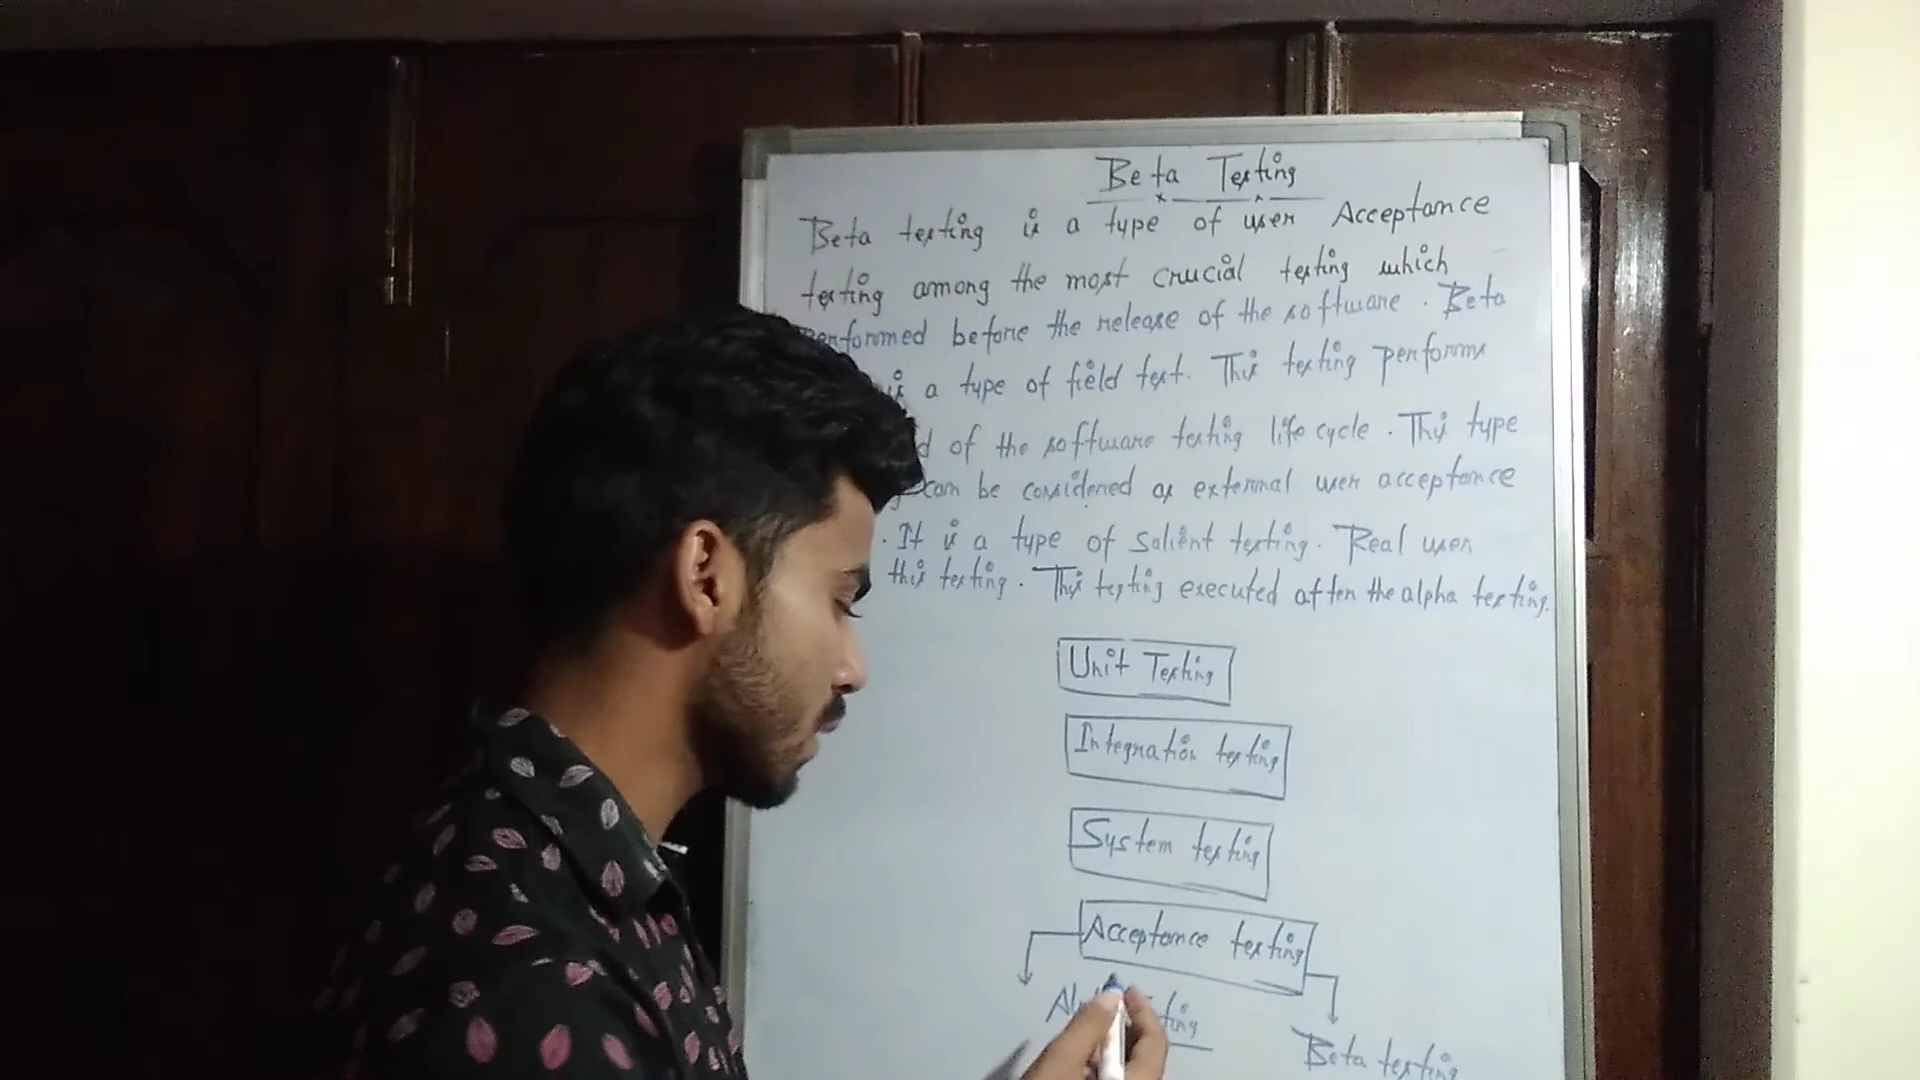 Beta Testing
Beta testing is a type of user Acceptance
testing among the most crucial testing which
performed before the release of the software. Beta
is a type of field test. This testing performs
of the software testing life cycle. This type
can be considered as external user acceptance
. It is a type of salient testing. Real user
this testing. This testing executed after the alpha testing.
Unit Testing
Integration testing
System testing
Acceptance testing
Beta testing